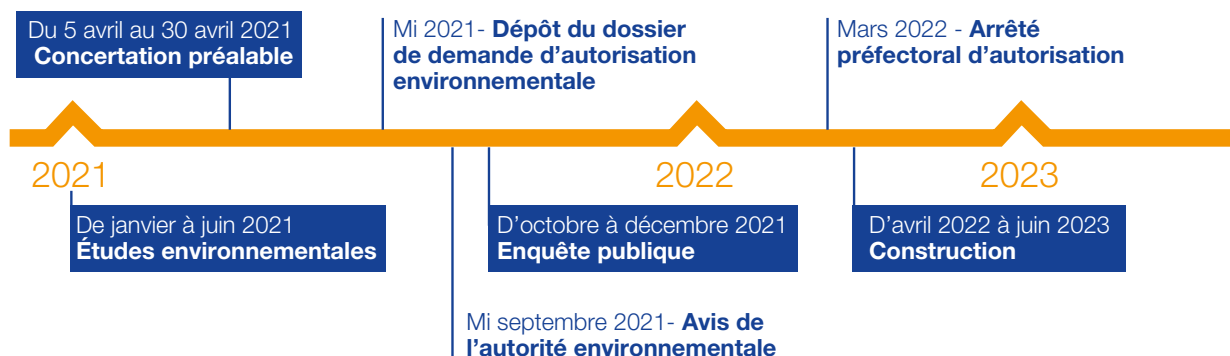 Du 5 avril au 30 avril 2021
Concertation préalable
Mi 2021- Dépôt du dossier
de demande d'autorisation
environnementale
Mars 2022 - Arrêté
préfectoral d'autorisation
2021
2022
2023
De janvier à juin 2021
Études environnementales
D'octobre à décembre 2021
Enquête publique
D'avril 2022 à juin 2023
Construction
Mi septembre 2021- Avis de
l'autorité environnementale